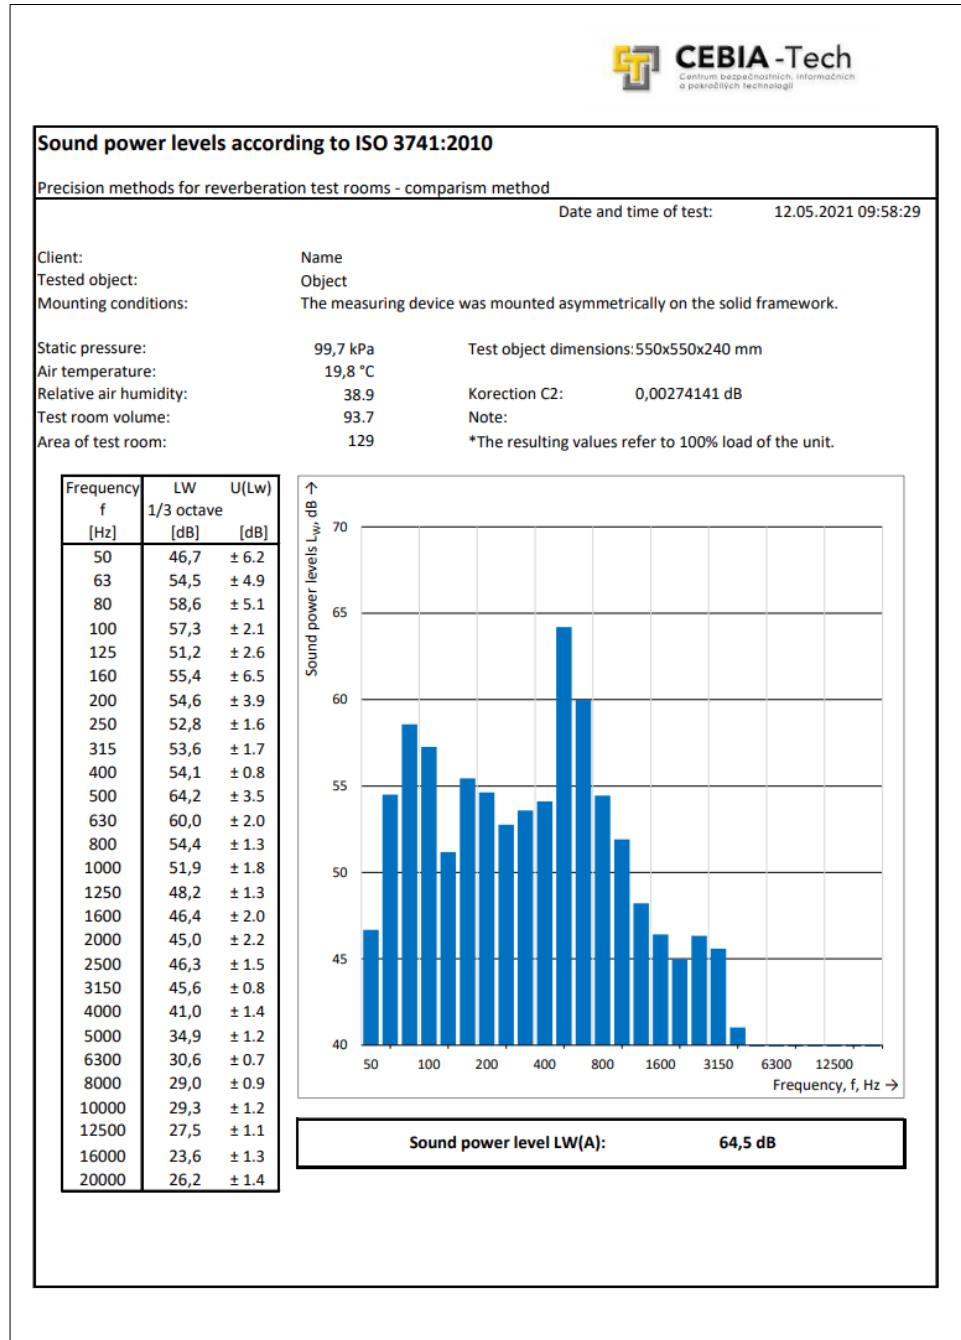 CEBIA -Tech
Centrum bezpečnostních, informačních
a pokročilých technologií
Sound power levels according to ISO 3741:2010
Precision methods for reverberation test rooms - comparism method
Date and time of test: 12.05.2021 09:58:29
Client: Name
Tested object: Object
Mounting conditions: The measuring device was mounted asymmetrically on the solid framework.
Static pressure: 99,7 kPa Test object dimensions: 550x550x240 mm
Air temperature: 19,8 °C
Relative air humidity: 38.9 Korection C2: 0,00274141 dB
Test room volume: 93.7 Note:
Area of test room: 129 *The resulting values refer to 100% load of the unit.
Frequency LW U(Lw)
f 1/3 octave
[Hz] [dB] [dB]
50 46,7 ± 6.2
63 54,5 ± 4.9
80 58,6 ± 5.1
100 57,3 ± 2.1
125 51,2 ± 2.6
160 55,4 ± 6.5
200 54,6 ± 3.9
250 52,8 ± 1.6
315 53,6 ± 1.7
400 54,1 ± 0.8
500 64,2 ± 3.5
630 60,0 ± 2.0
800 54,4 ± 1.3
1000 51,9 ± 1.8
1250 48,2 ± 1.3
1600 46,4 ± 2.0
2000 45,0 ± 2.2
2500 46,3 ± 1.5
3150 45,6 ± 0.8
4000 41,0 ± 1.4
5000 34,9 ± 1.2
6300 30,6 ± 0.7
8000 29,0 ± 0.9
10000 29,3 ± 1.2
12500 27,5 ± 1.1
16000 23,6 ± 1.3
20000 26,2 ± 1.4
Sound power levels LW, dB →
70
65
60
55
50
45
40
50 100 200 400 800 1600 3150 6300 12500
Frequency, f, Hz →
Sound power level LW(A): 64,5 dB